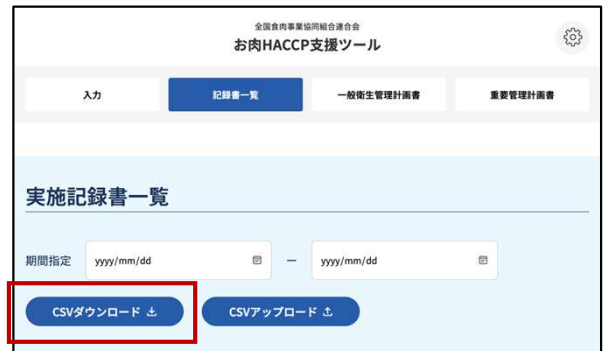 全国食肉事業協同組合連合会
お肉HACCP支援ツール
入力 記録書一覧 一般衛生管理計画書 重要管理計画書
実施記録書一覧
期間指定 yyyy/mm/dd ー yyyy/mm/dd
CSVダウンロード CSVアップロード